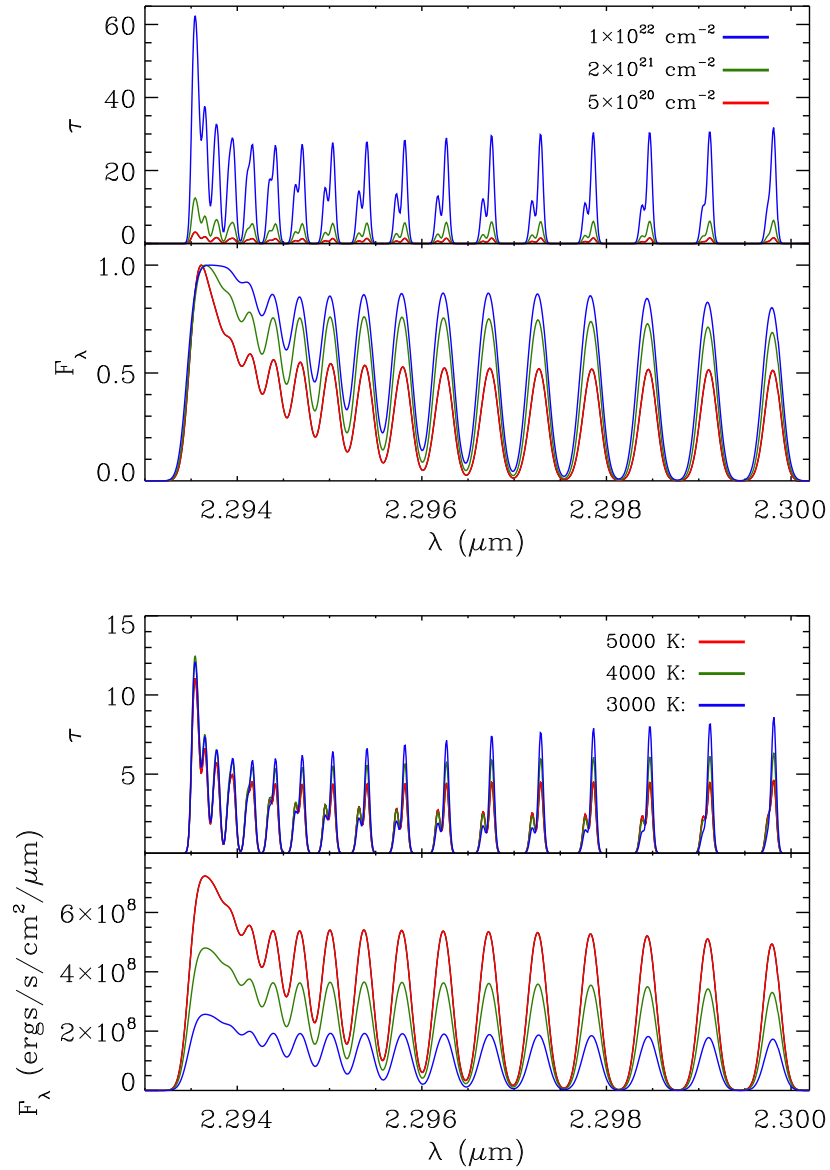 60
40
20
0
τ
1×10²² cm⁻²
2×10²¹ cm⁻²
5×10²⁰ cm⁻²
1.0
0.5
0.0
F_λ
2.294 2.296 2.298 2.300
λ (μm)
15
10
5
τ
5000 K:
4000 K:
3000 K:
6×10⁸
4×10⁸
2×10⁸
0
F_λ (ergs/s/cm²/μm)
2.294 2.296 2.298 2.300
λ (μm)